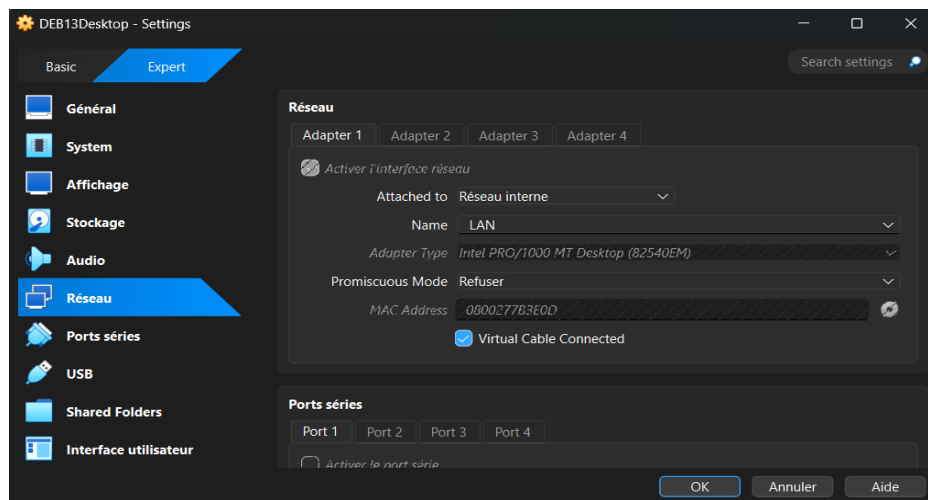 DEB13Desktop - Settings
Basic
Expert
Search settings
Général
System
Affichage
Stockage
Audio
Réseau
Ports séries
USB
Shared Folders
Interface utilisateur
Réseau
Adapter 1 Adapter 2 Adapter 3 Adapter 4
Activer l'interface réseau
Attached to Réseau interne
Name LAN
Adapter Type Intel PRO/1000 MT Desktop (82540EM)
Promiscuous Mode Refuser
MAC Address 0800277B3E0D
Virtual Cable Connected
Ports séries
Port 1 Port 2 Port 3 Port 4
Activer le port série
OK Annuler Aide